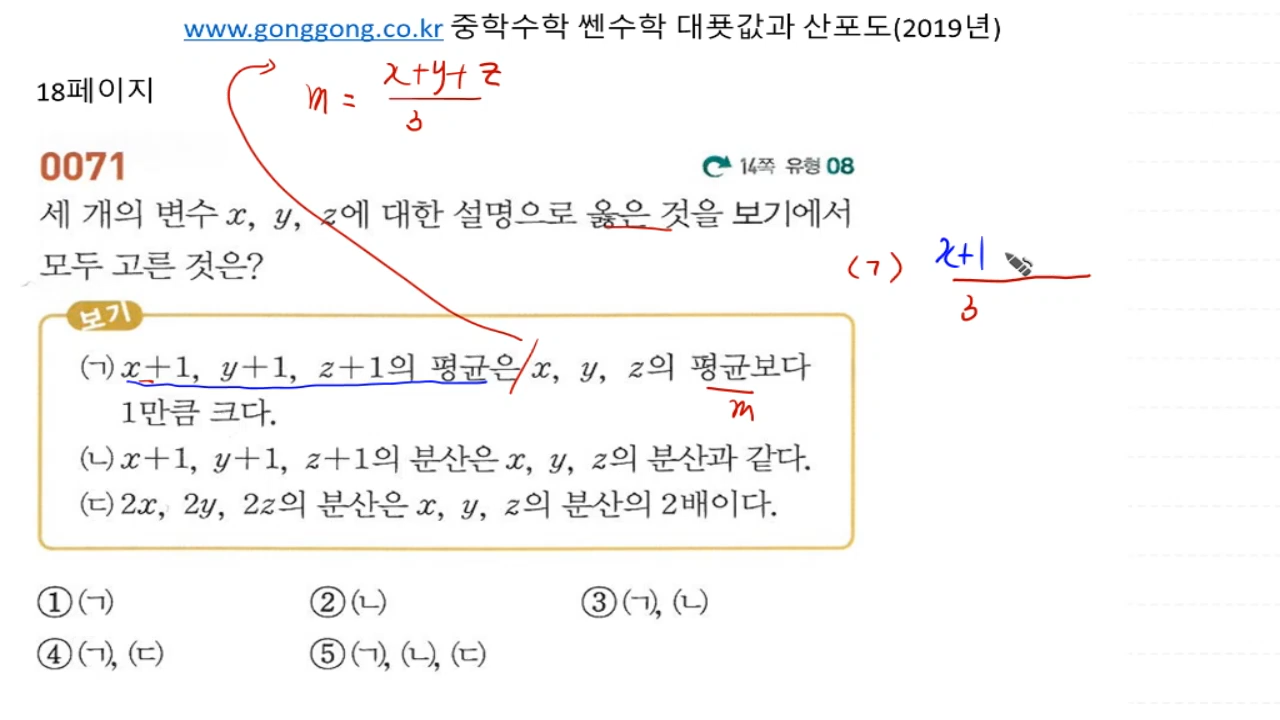 www.gonggong.co.kr 중학수학 쎈수학 대푯값과 산포도(2019년)
18페이지
m = x+y+z / 3
0071
14쪽 유형 08
세 개의 변수 x, y, z에 대한 설명으로 옳은 것을 보기에서
모두 고른 것은?
(ㄱ) x+1 / 3
보기
(ㄱ) x+1, y+1, z+1의 평균은 x, y, z의 평균보다
1만큼 크다.
m
(ㄴ) x+1, y+1, z+1의 분산은 x, y, z의 분산과 같다.
(ㄷ) 2x, 2y, 2z의 분산은 x, y, z의 분산의 2배이다.
① (ㄱ) ② (ㄴ) ③ (ㄱ), (ㄴ)
④ (ㄱ), (ㄷ) ⑤ (ㄱ), (ㄴ), (ㄷ)